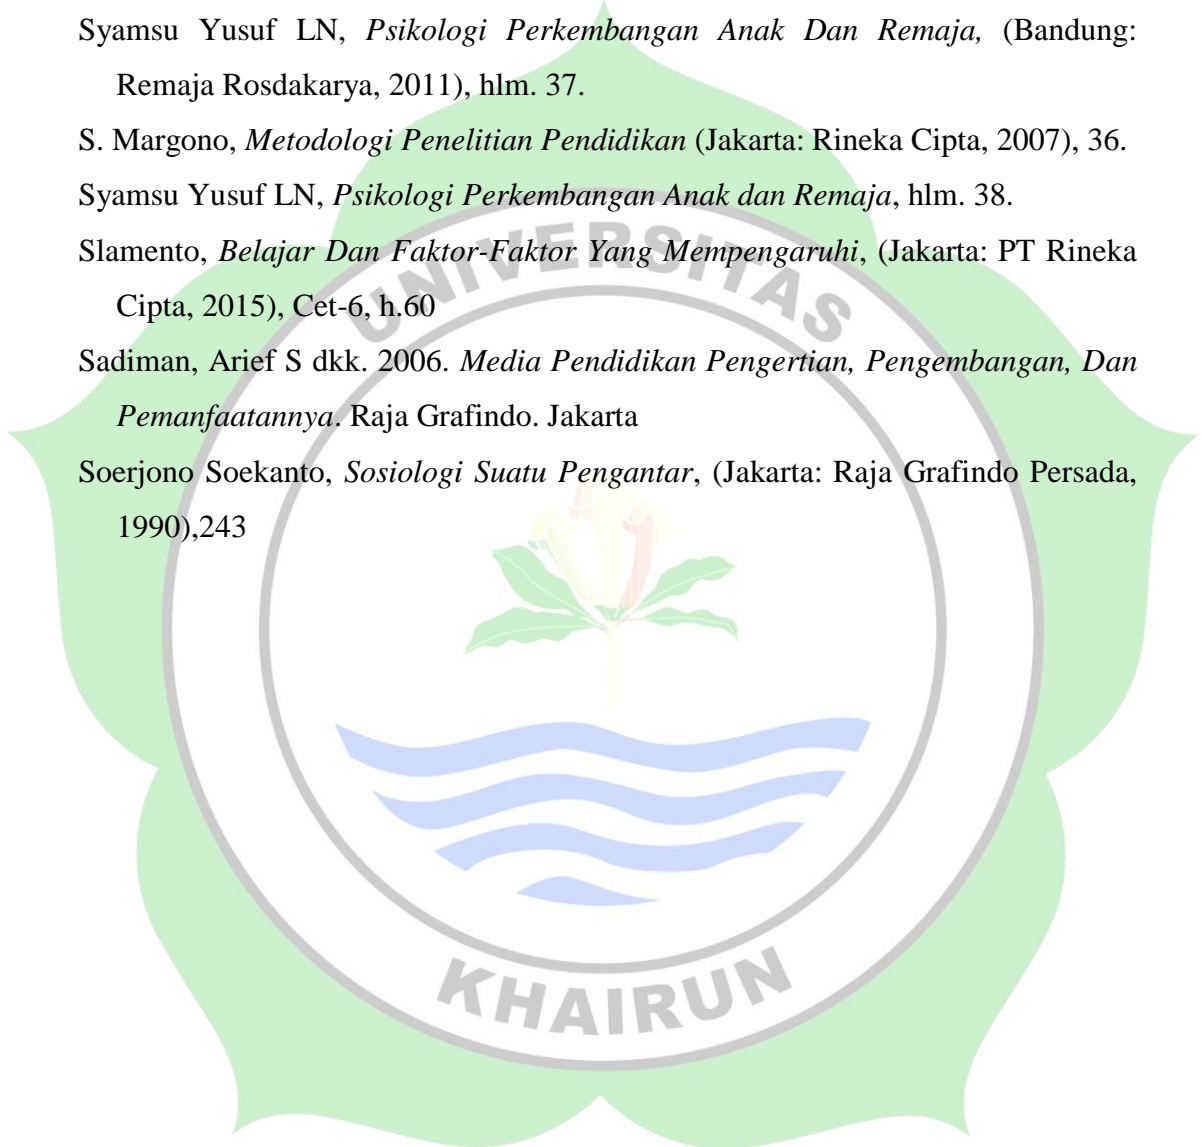 Syamsu Yusuf LN, Psikologi Perkembangan Anak Dan Remaja, (Bandung:
Remaja Rosdakarya, 2011), hlm. 37.
S. Margono, Metodologi Penelitian Pendidikan (Jakarta: Rineka Cipta, 2007), 36.
Syamsu Yusuf LN, Psikologi Perkembangan Anak dan Remaja, hlm. 38.
Slamento, Belajar Dan Faktor-Faktor Yang Mempengaruhi, (Jakarta: PT Rineka
Cipta, 2015), Cet-6, h.60
Sadiman, Arief S dkk. 2006. Media Pendidikan Pengertian, Pengembangan, Dan
Pemanfaatannya. Raja Grafindo. Jakarta
Soerjono Soekanto, Sosiologi Suatu Pengantar, (Jakarta: Raja Grafindo Persada,
1990),243
UNIVERSITAS
KHAIRUN